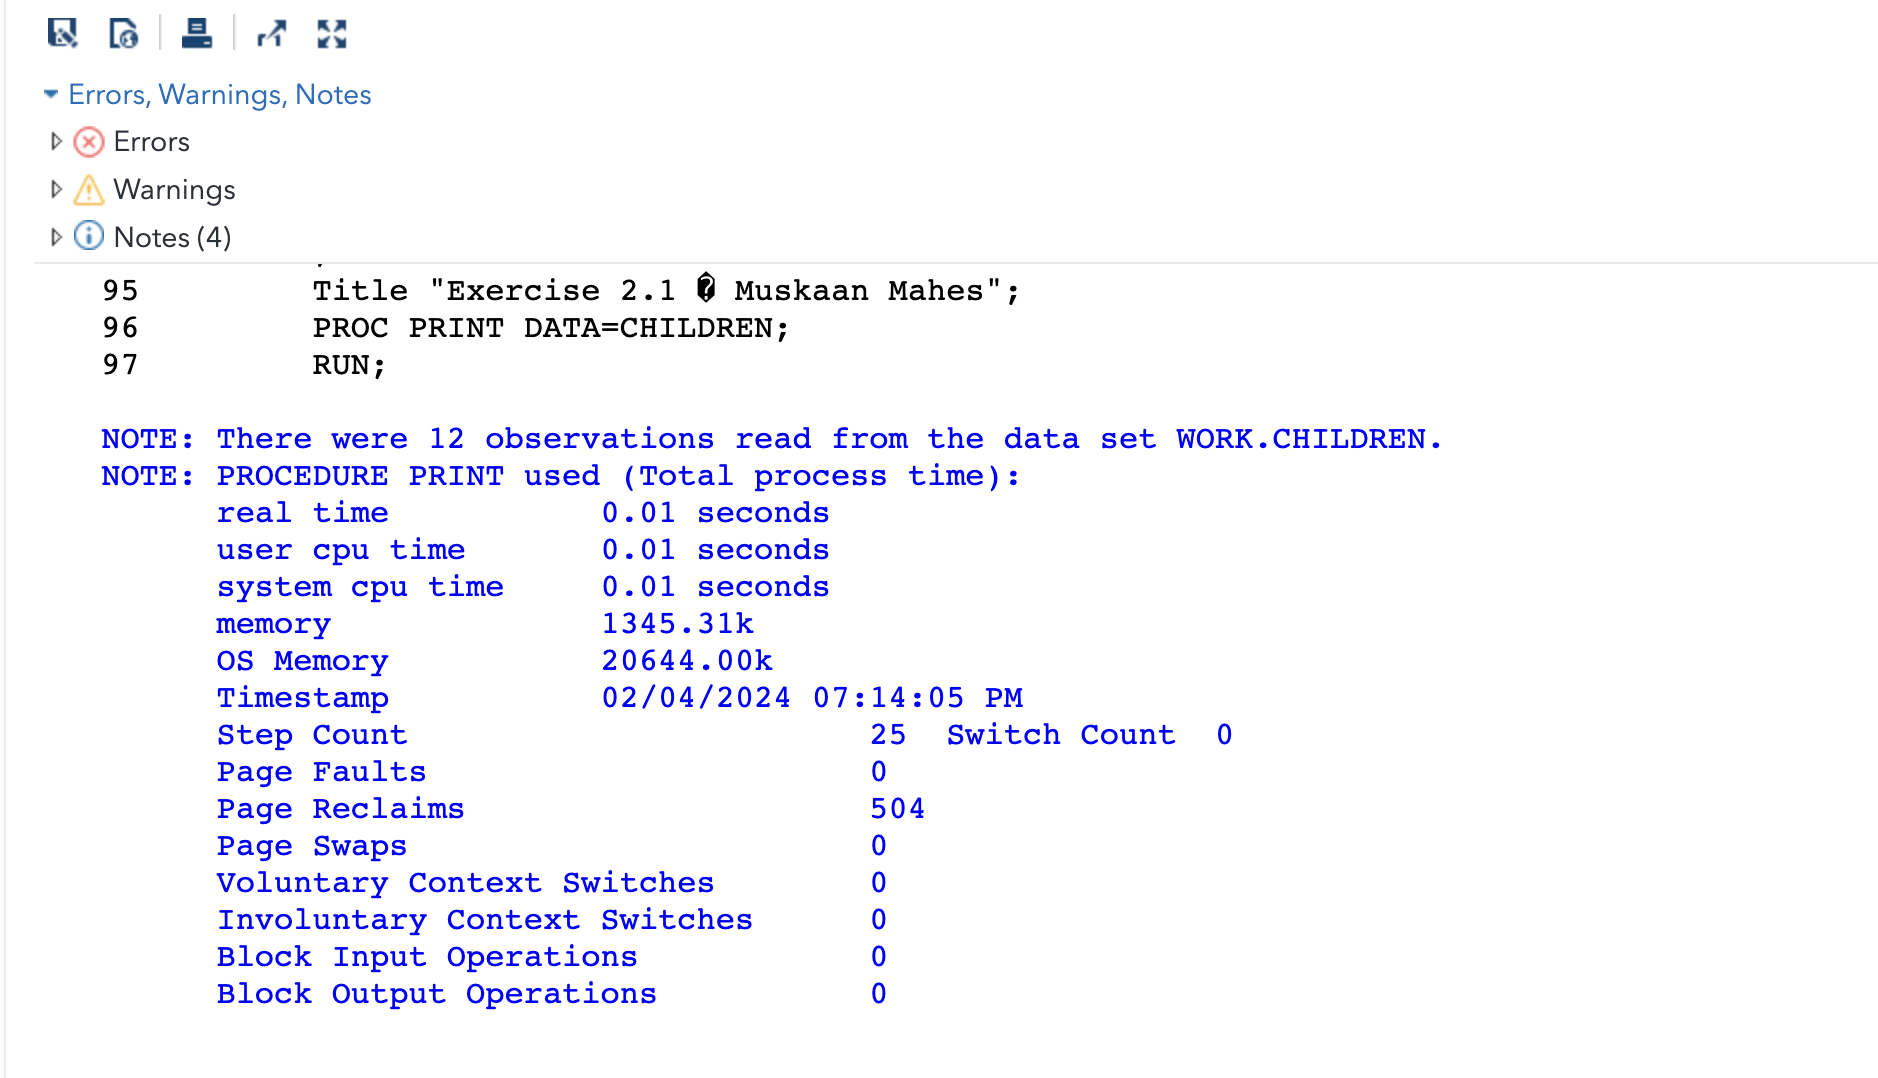 Errors, Warnings, Notes
Errors
Warnings
Notes (4)
95 Title "Exercise 2.1 � Muskaan Mahes";
96 PROC PRINT DATA=CHILDREN;
97 RUN;
NOTE: There were 12 observations read from the data set WORK.CHILDREN.
NOTE: PROCEDURE PRINT used (Total process time):
real time 0.01 seconds
user cpu time 0.01 seconds
system cpu time 0.01 seconds
memory 1345.31k
OS Memory 20644.00k
Timestamp 02/04/2024 07:14:05 PM
Step Count 25 Switch Count 0
Page Faults 0
Page Reclaims 504
Page Swaps 0
Voluntary Context Switches 0
Involuntary Context Switches 0
Block Input Operations 0
Block Output Operations 0